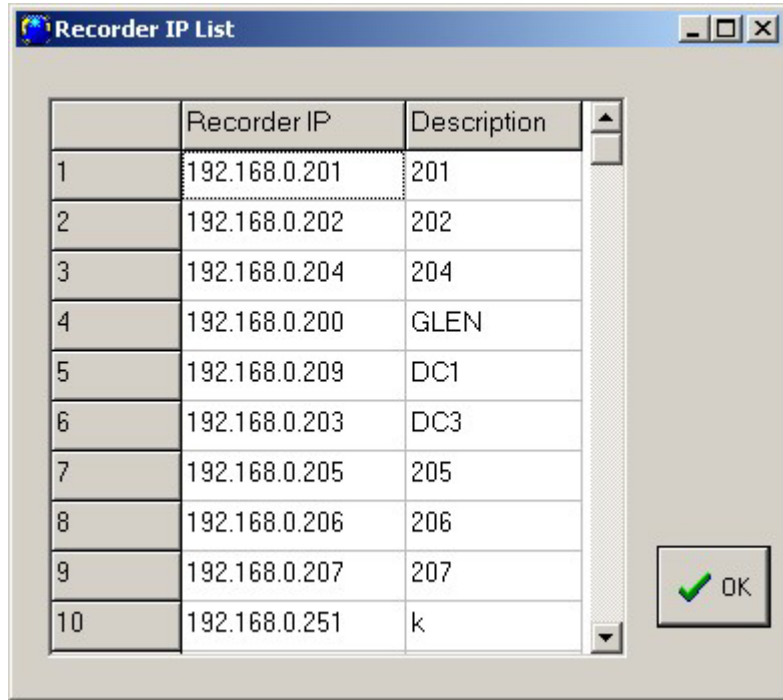 Recorder IP List
Recorder IP Description
1 192.168.0.201 201
2 192.168.0.202 202
3 192.168.0.204 204
4 192.168.0.200 GLEN
5 192.168.0.209 DC1
6 192.168.0.203 DC3
7 192.168.0.205 205
8 192.168.0.206 206
9 192.168.0.207 207
10 192.168.0.251 k
OK